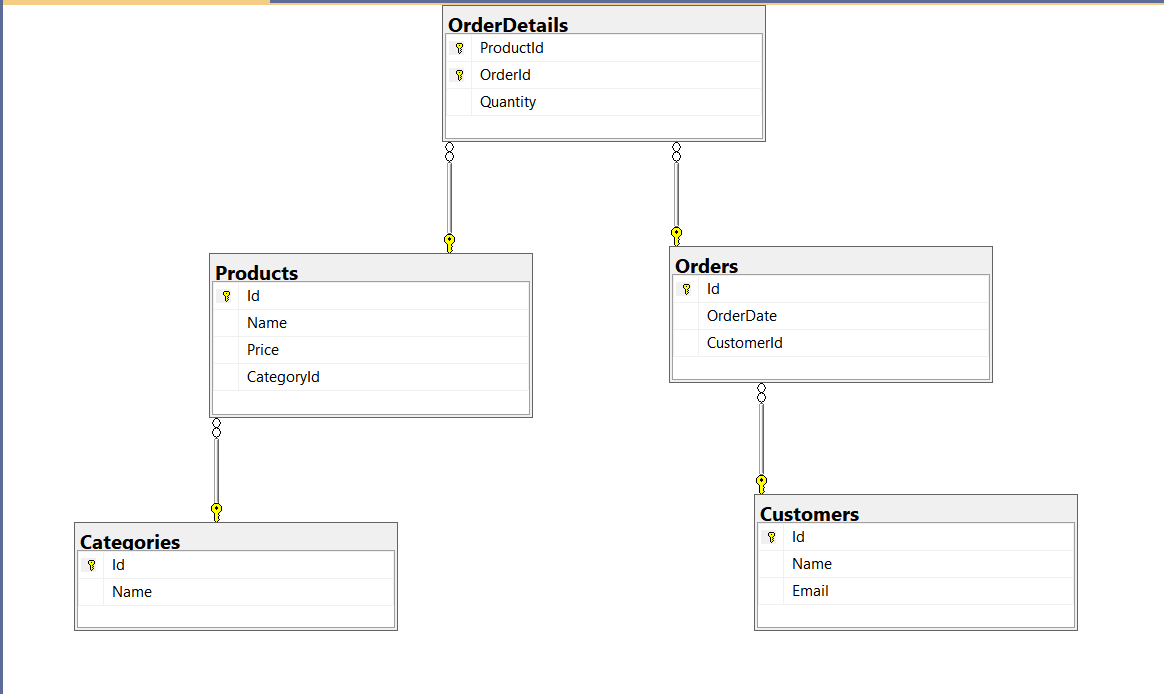 OrderDetails
ProductId
OrderId
Quantity
Products
Id
Name
Price
CategoryId
Orders
Id
OrderDate
CustomerId
Categories
Id
Name
Customers
Id
Name
Email